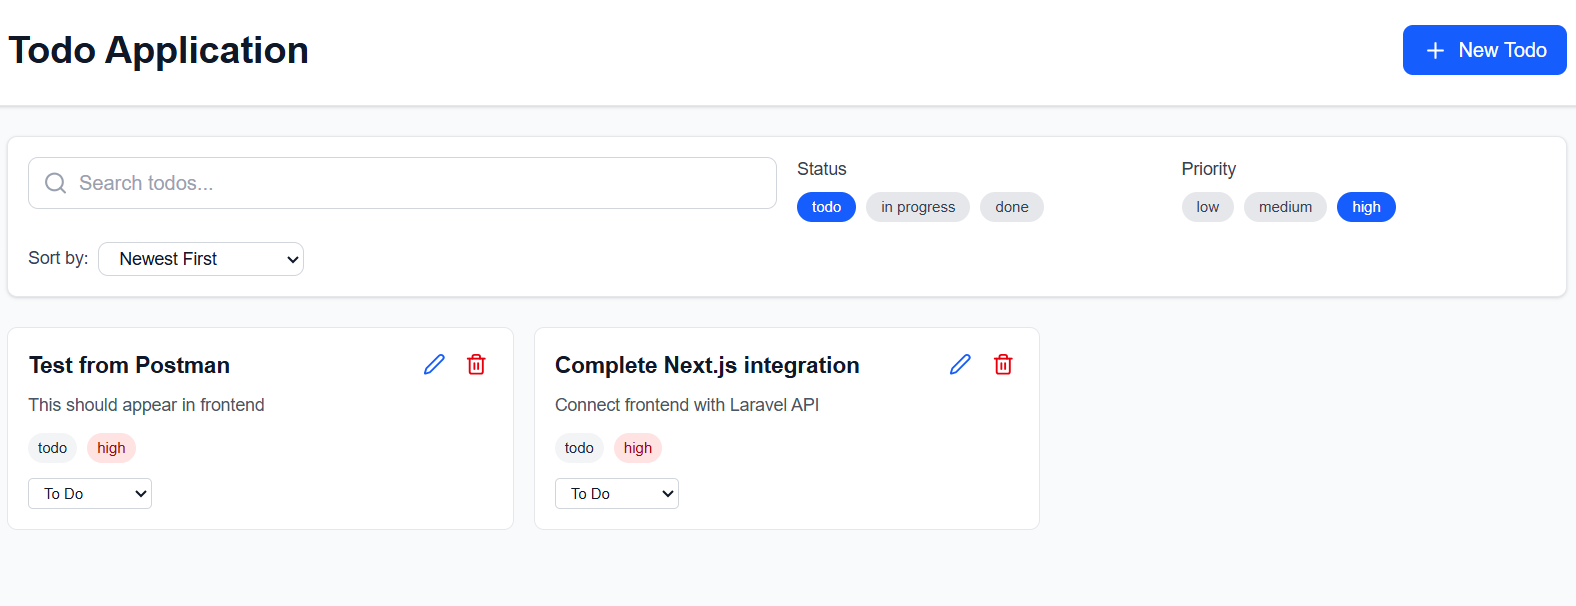 Todo Application
New Todo
Search todos...
Status
todo in progress done
Priority
low medium high
Sort by: Newest First
Test from Postman
This should appear in frontend
todo high
To Do
Complete Next.js integration
Connect frontend with Laravel API
todo high
To Do